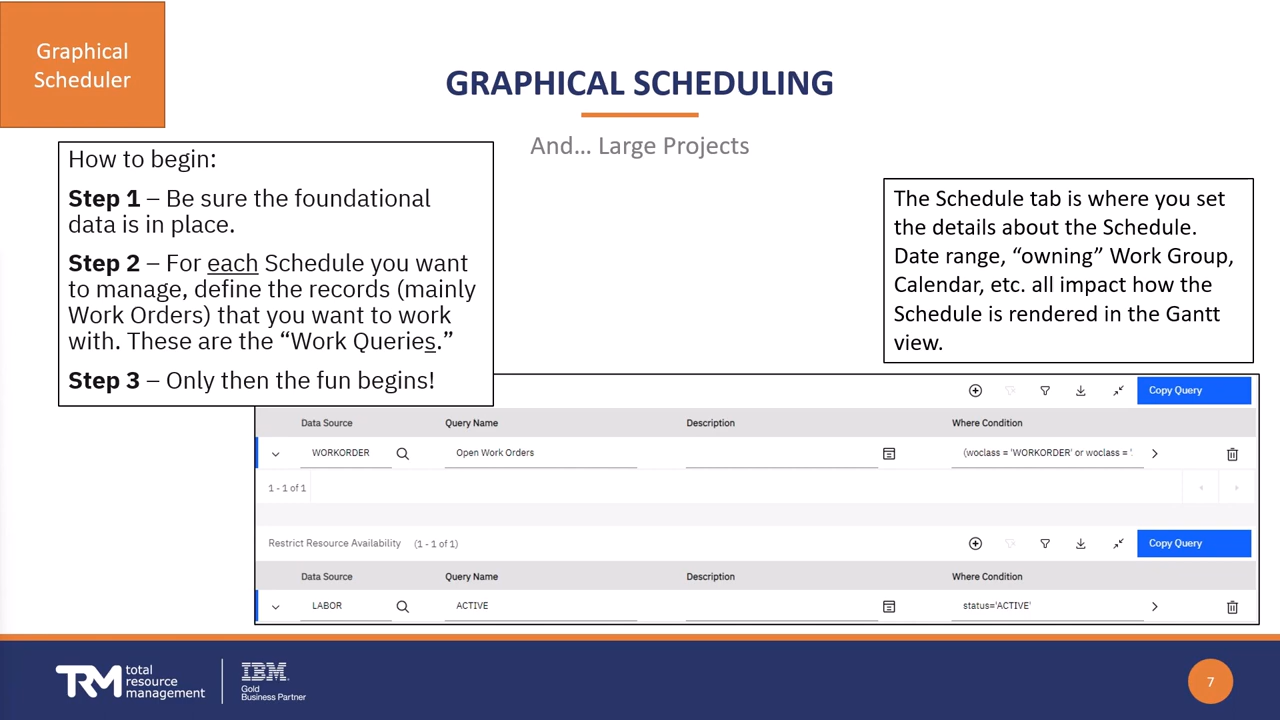 Graphical
Scheduler
GRAPHICAL SCHEDULING
And... Large Projects
How to begin:
Step 1 – Be sure the foundational
data is in place.
Step 2 – For each Schedule you want
to manage, define the records (mainly
Work Orders) that you want to work
with. These are the “Work Queries.”
Step 3 – Only then the fun begins!
The Schedule tab is where you set
the details about the Schedule.
Date range, “owning” Work Group,
Calendar, etc. all impact how the
Schedule is rendered in the Gantt
view.
Copy Query
Data Source Query Name Description Where Condition
WORKORDER Open Work Orders (woclass = 'WORKORDER' or woclass = '.
1 - 1 of 1
Restrict Resource Availability (1 - 1 of 1) Copy Query
Data Source Query Name Description Where Condition
LABOR ACTIVE status='ACTIVE'
TRM total
resource
management
IBM
Gold
Business Partner
7